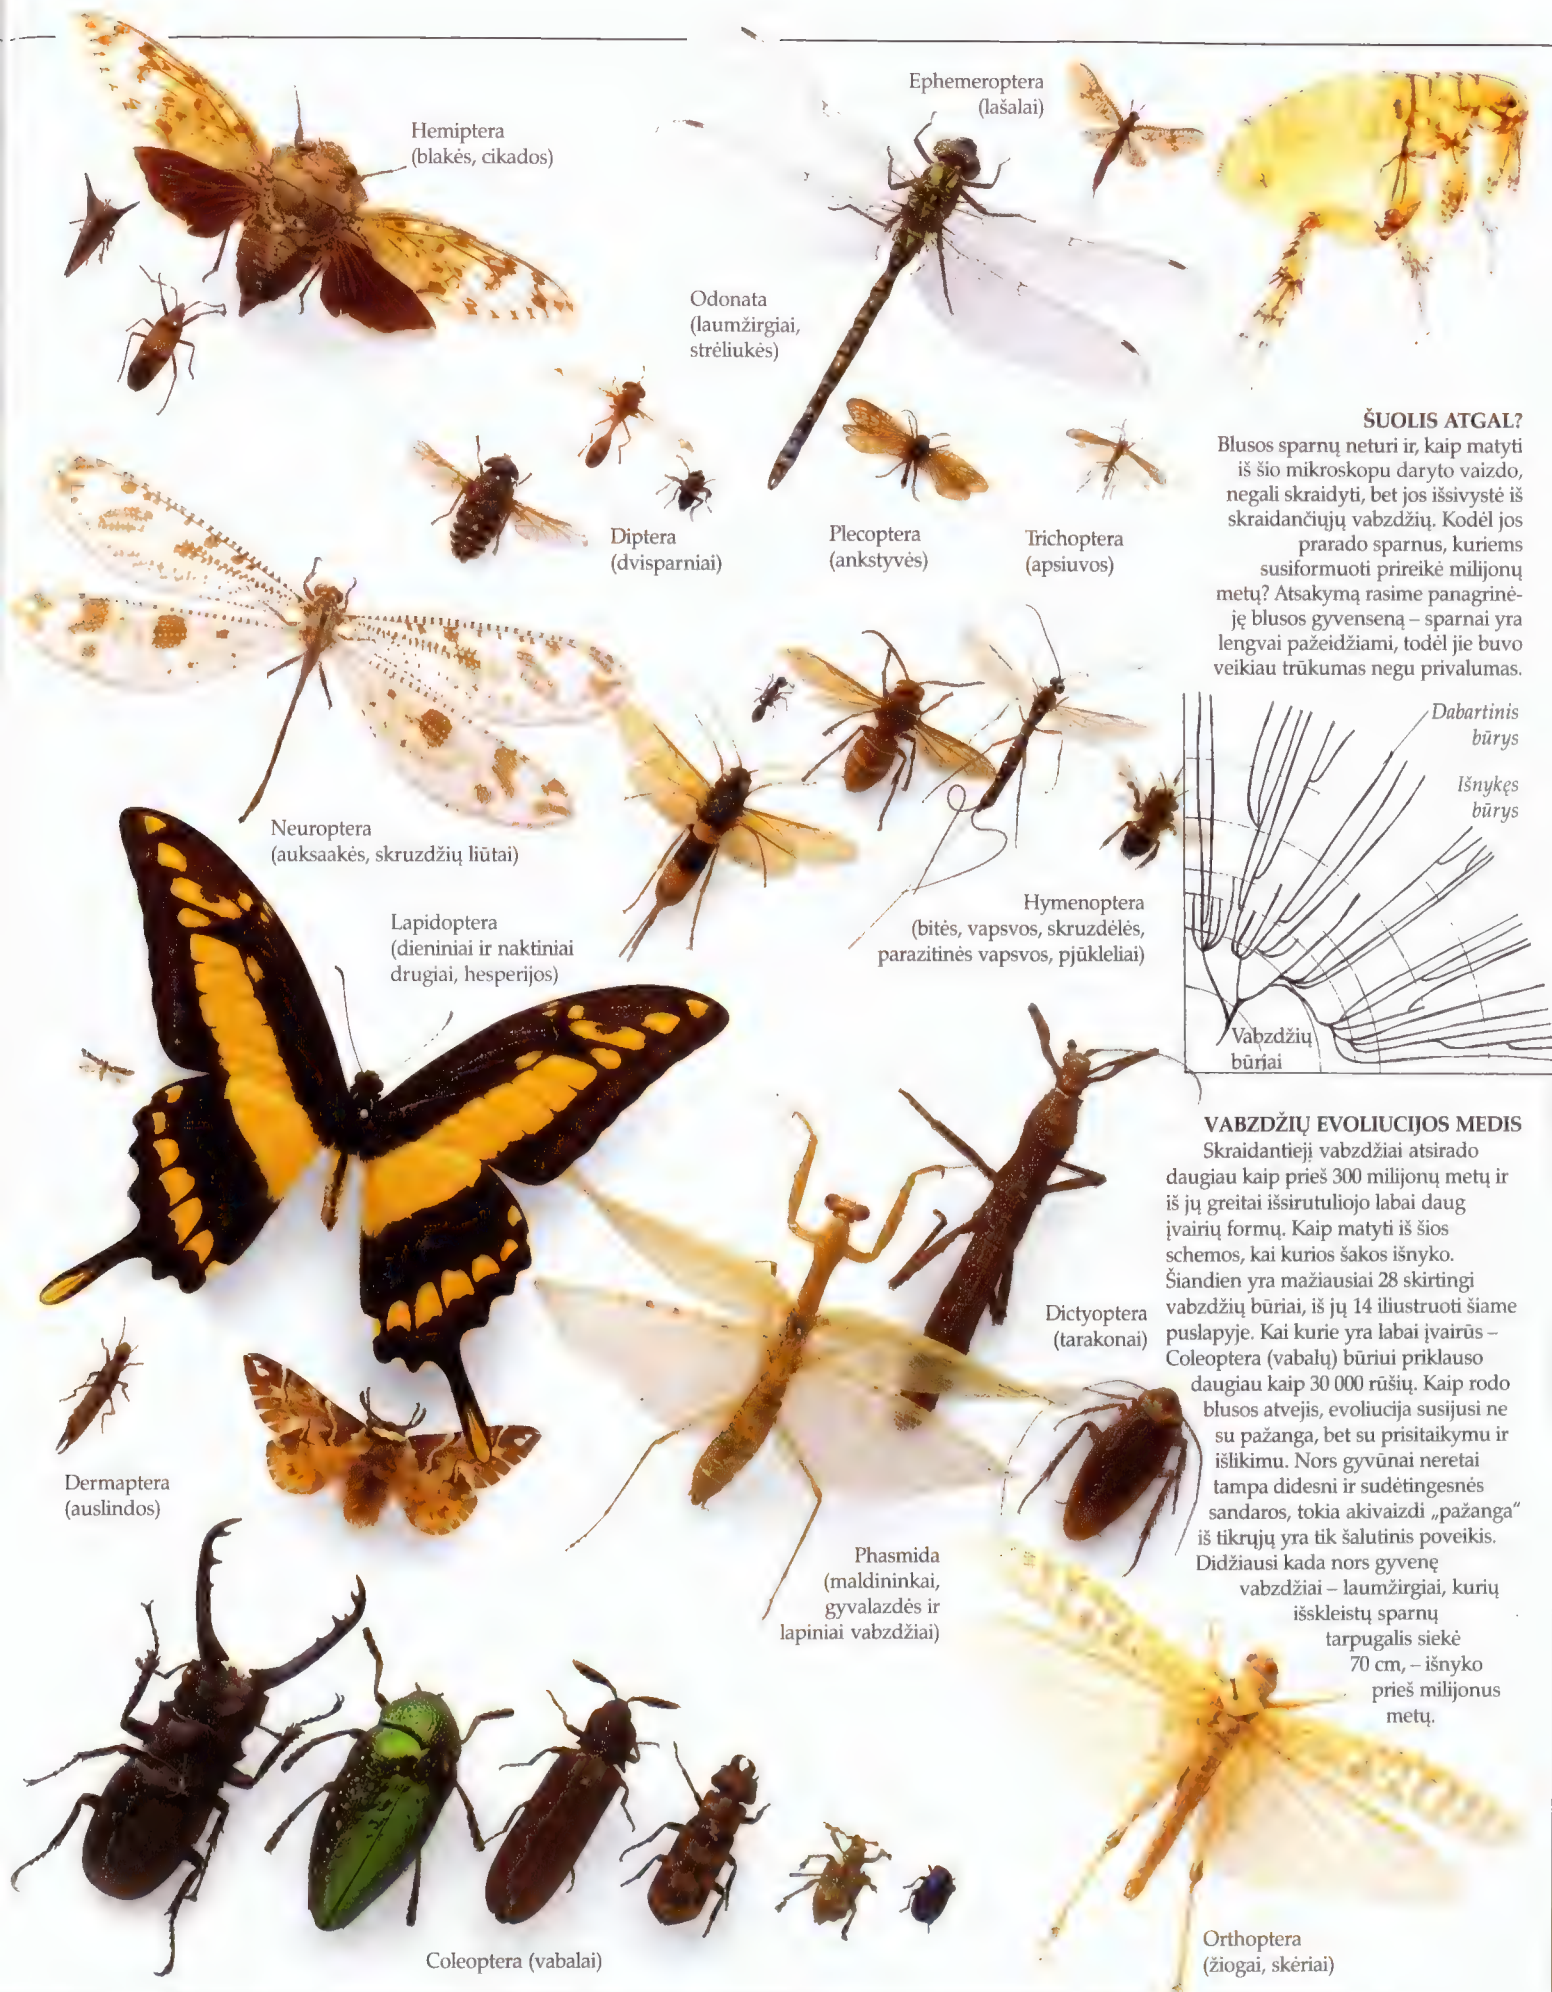 Hemiptera
(blakės, cikados)
Ephemeroptera
(lašalai)
Odonata
(laumžirgiai,
strėliukės)
Diptera
(dvisparniai)
Plecoptera
(ankstyvės)
Trichoptera
(apsiuvos)
ŠUOLIS ATGAL?
Blusos sparnų neturi ir, kaip matyti
iš šio mikroskopu daryto vaizdo,
negali skraidyti, bet jos išsivystė iš
skraidančiųjų vabzdžių. Kodėl jos
prarado sparnus, kuriems
susiformuoti prireikė milijonų
metų? Atsakymą rasime panagrinė-
ję blusos gyvenseną – sparnai yra
lengvai pažeidžiami, todėl jie buvo
veikiau trūkumas negu privalumas.
Dabartinis
būrys
Išnykęs
būrys
Vabzdžių
būriai
Neuroptera
(auksaakės, skruzdžių liūtai)
Lapidoptera
(dieniniai ir naktiniai
drugiai, hesperijos)
Hymenoptera
(bitės, vapsvos, skruzdėlės,
parazitinės vapsvos, pjūkleliai)
VABZDŽIŲ EVOLIUCIJOS MEDIS
Skraidantieji vabzdžiai atsirado
daugiau kaip prieš 300 milijonų metų ir
iš jų greitai išsirutuliojo labai daug
įvairių formų. Kaip matyti iš šios
schemos, kai kurios šakos išnyko.
Šiandien yra mažiausiai 28 skirtingi
vabzdžių būriai, iš jų 14 iliustruoti šiame
puslapyje. Kai kurie yra labai įvairūs –
Coleoptera (vabalų) būriui priklauso
daugiau kaip 30 000 rūšių. Kaip rodo
blusos atvejis, evoliucija susijusi ne
su pažanga, bet su prisitaikymu ir
išlikimu. Nors gyvūnai neretai
tampa didesni ir sudėtingesnės
sandaros, tokia akivaizdi „pažanga“
iš tikrųjų yra tik šalutinis poveikis.
Didžiausi kada nors gyvenę
vabzdžiai – laumžirgiai, kurių
išskleistų sparnų
tarpugalis siekė
70 cm, – išnyko
prieš milijonus
metų.
Dictyoptera
(tarakonai)
Dermaptera
(auslindos)
Phasmida
(maldininkai,
gyvalazdės ir
lapiniai vabzdžiai)
Coleoptera (vabalai)
Orthoptera
(žiogai, skėriai)